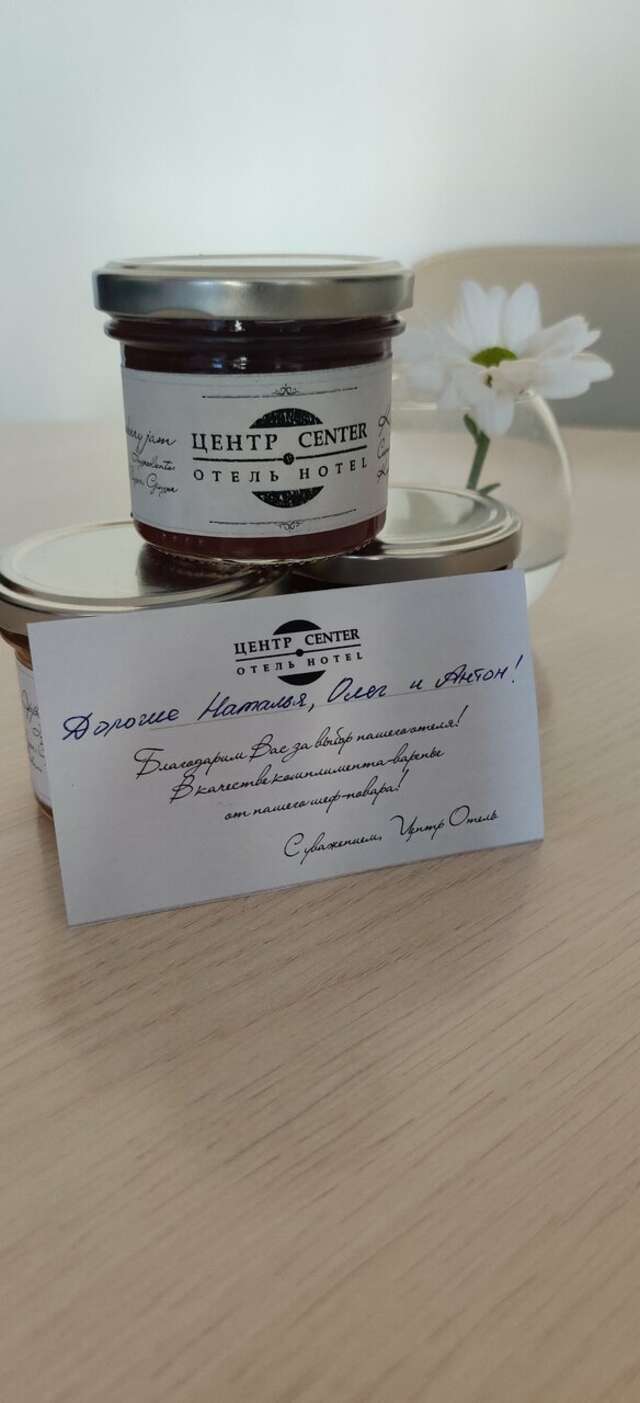 ЦЕНТР CENTER
ОТЕЛЬ HOTEL
jam
ЦЕНТР CENTER
ОТЕЛЬ HOTEL
Дорогие Наталья, Олег и Антон!
Благодарим Вас за выбор нашего отеля!
В качестве комплимента-варенье
от нашего шеф-повара!
С уважением, Центр Отель